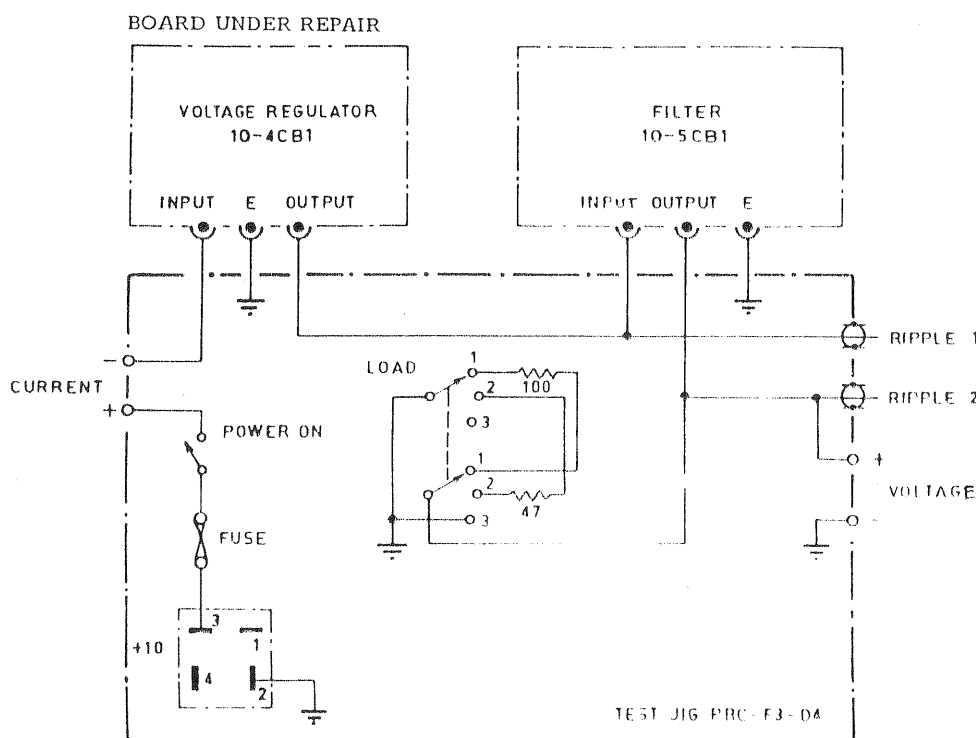 BOARD UNDER REPAIR
VOLTAGE REGULATOR
10-4CB1
FILTER
10-5CB1
INPUT E OUTPUT
INPUT OUTPUT E
RIPPLE 1
RIPPLE 2
-
CURRENT
+
LOAD
1
100
2
3
1
2
47
3
POWER ON
+
VOLTAGE
-
FUSE
+10
3
1
4
2
TEST JIG PRC-F3-D4